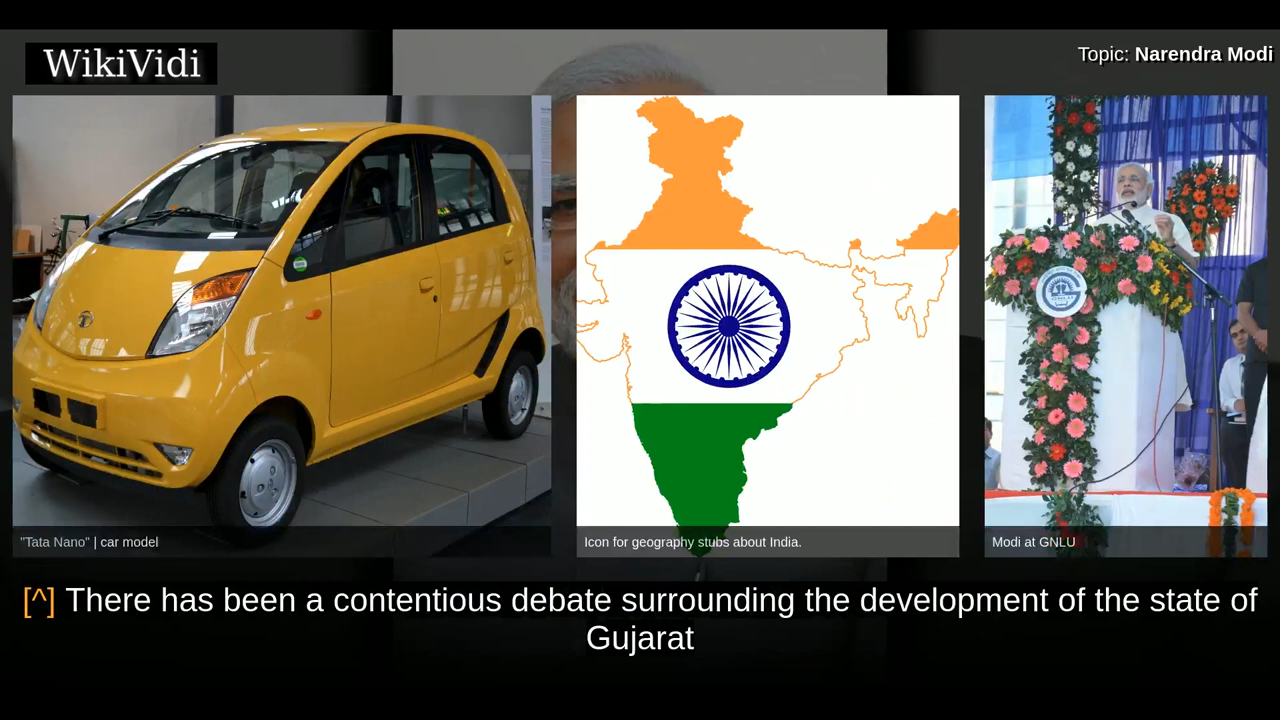 WikiVidi
Topic: Narendra Modi
"Tata Nano" | car model
Icon for geography stubs about India.
Modi at GNLU
[^] There has been a contentious debate surrounding the development of the state of
Gujarat